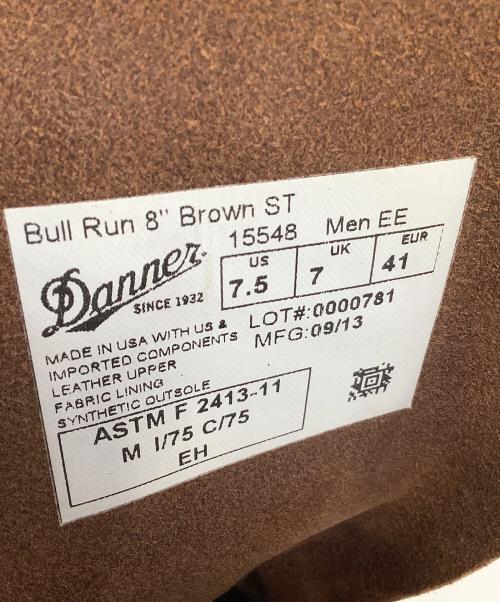 Bull Run 8" Brown ST
15548 Men EE
Danner
SINCE 1932
US UK EUR
7.5 7 41
LOT#:0000781
MFG:09/13
MADE IN USA WITH US &
IMPORTED COMPONENTS
LEATHER UPPER
FABRIC LINING
SYNTHETIC OUTSOLE
ASTM F 2413-11
M I/75 C/75
EH